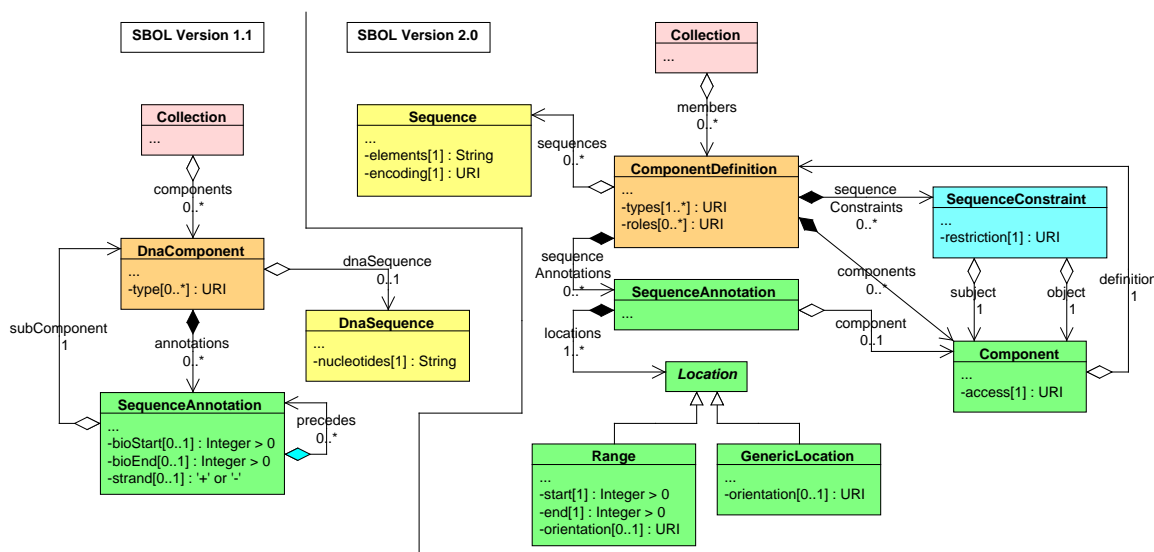 SBOL Version 1.1
SBOL Version 2.0
Collection
...
components
0..*
DnaComponent
...
-type[0..*] : URI
dnaSequence
0..1
DnaSequence
...
-nucleotides[1] : String
subComponent
1
annotations
0..*
SequenceAnnotation
...
-bioStart[0..1] : Integer > 0
-bioEnd[0..1] : Integer > 0
-strand[0..1] : '+' or '-'
precedes
0..*
Collection
...
members
0..*
Sequence
...
-elements[1] : String
-encoding[1] : URI
sequences
0..*
ComponentDefinition
...
-types[1..*] : URI
-roles[0..*] : URI
sequence
Constraints
0..*
SequenceConstraint
...
-restriction[1] : URI
sequence
Annotations
0..*
components
0..*
subject
1
object
1
definition
1
SequenceAnnotation
...
component
0..1
locations
1..*
Component
...
-access[1] : URI
Location
Range
...
-start[1] : Integer > 0
-end[1] : Integer > 0
-orientation[0..1] : URI
GenericLocation
...
-orientation[0..1] : URI